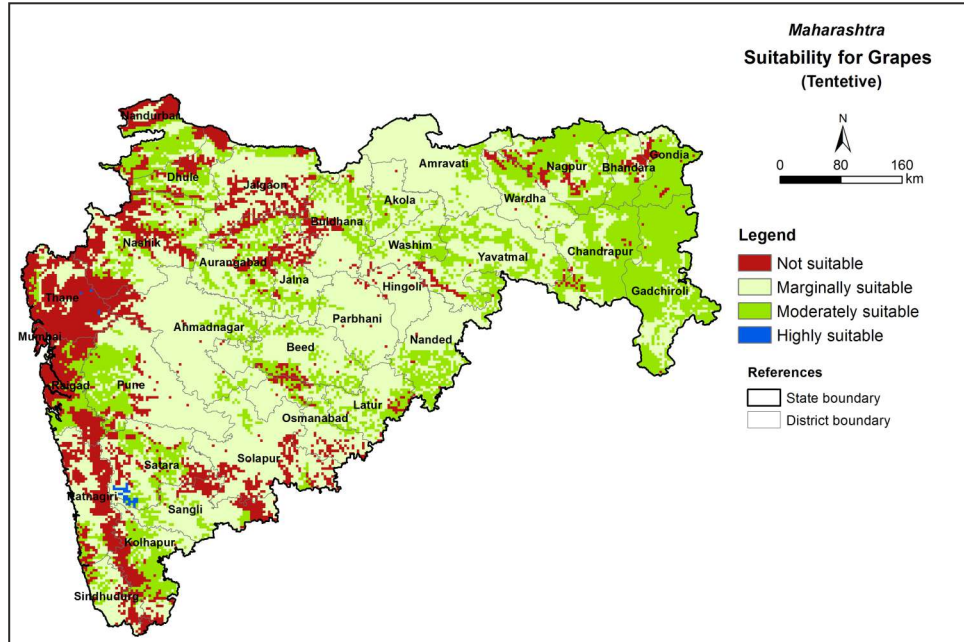 Maharashtra
Suitability for Grapes
(Tentetive)
N
0 80 160
km
Legend
Not suitable
Marginally suitable
Moderately suitable
Highly suitable
References
State boundary
District boundary
Nandurbar
Dhule
Jalgaon
Amravati
Nagpur
Bhandara
Gondia
Akola
Wardha
Buldhana
Nashik
Washim
Chandrapur
Aurangabad
Yavatmal
Jalna
Hingoli
Gadchiroli
Thane
Parbhani
Ahmadnagar
Mumbai
Beed
Nanded
Raigad
Pune
Latur
Osmanabad
Satara
Solapur
Ratnagiri
Sangli
Kolhapur
Sindhudurg